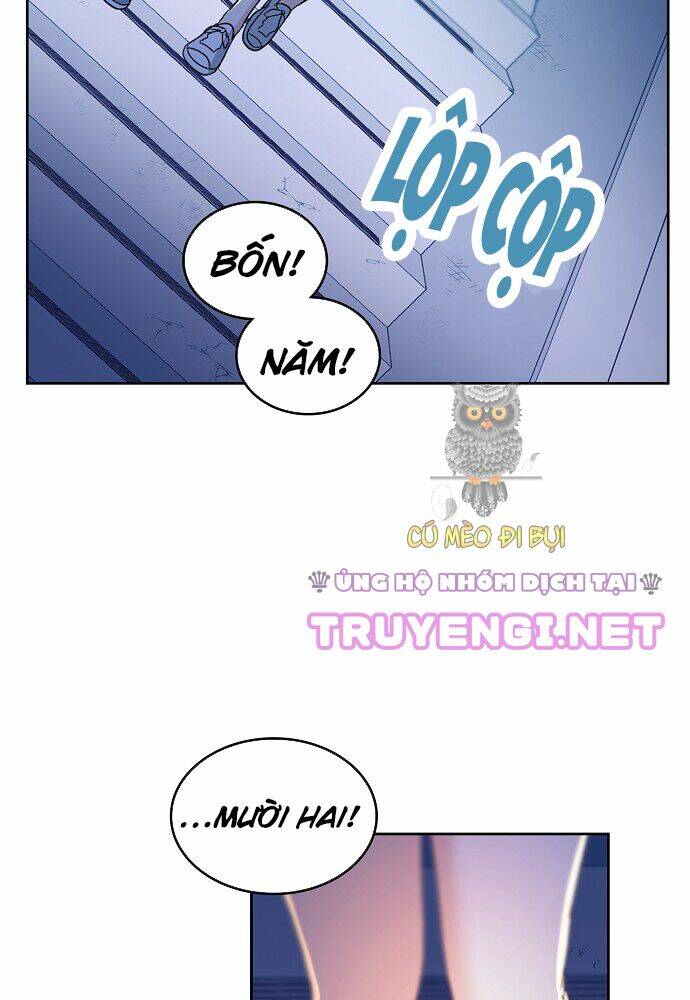 LỘP CỘP
BỐN!
NĂM!
CÚ MÈO ĐI BỤI
ỦNG HỘ NHÓM DỊCH TẠI
TRUYENGI.NET
...MƯỜI HAI!